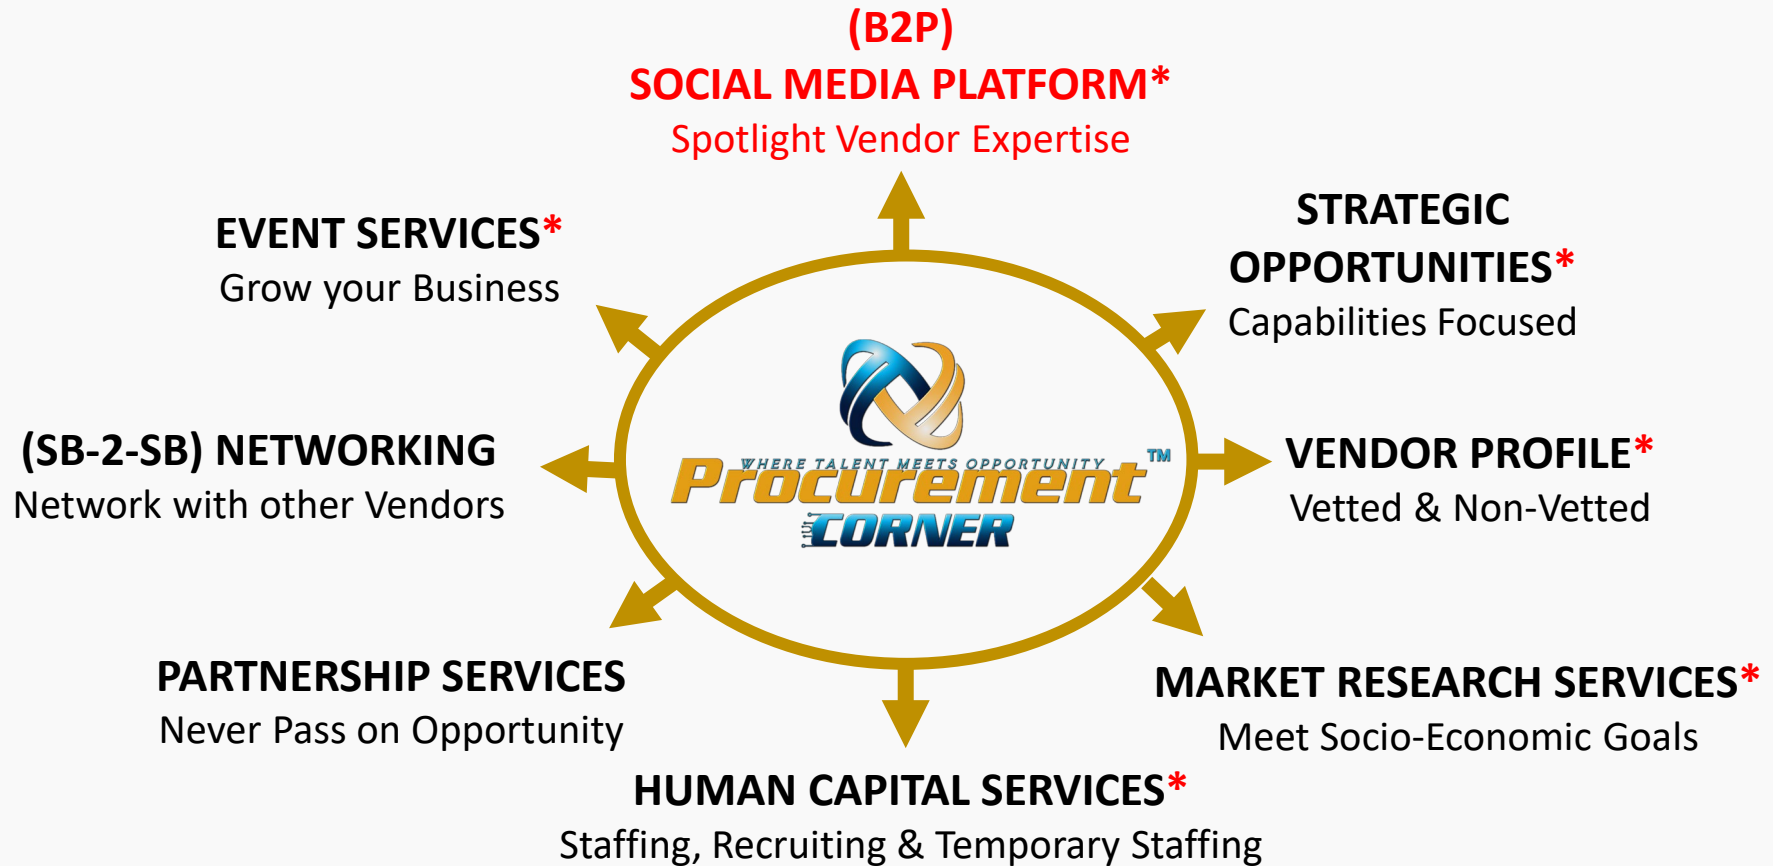 (B2P)
SOCIAL MEDIA PLATFORM*
Spotlight Vendor Expertise
EVENT SERVICES*
Grow your Business
STRATEGIC
OPPORTUNITIES*
Capabilities Focused
(SB-2-SB) NETWORKING
Network with other Vendors
WHERE TALENT MEETS OPPORTUNITY
Procurement™
CORNER
VENDOR PROFILE*
Vetted & Non-Vetted
PARTNERSHIP SERVICES
Never Pass on Opportunity
MARKET RESEARCH SERVICES*
Meet Socio-Economic Goals
HUMAN CAPITAL SERVICES*
Staffing, Recruiting & Temporary Staffing